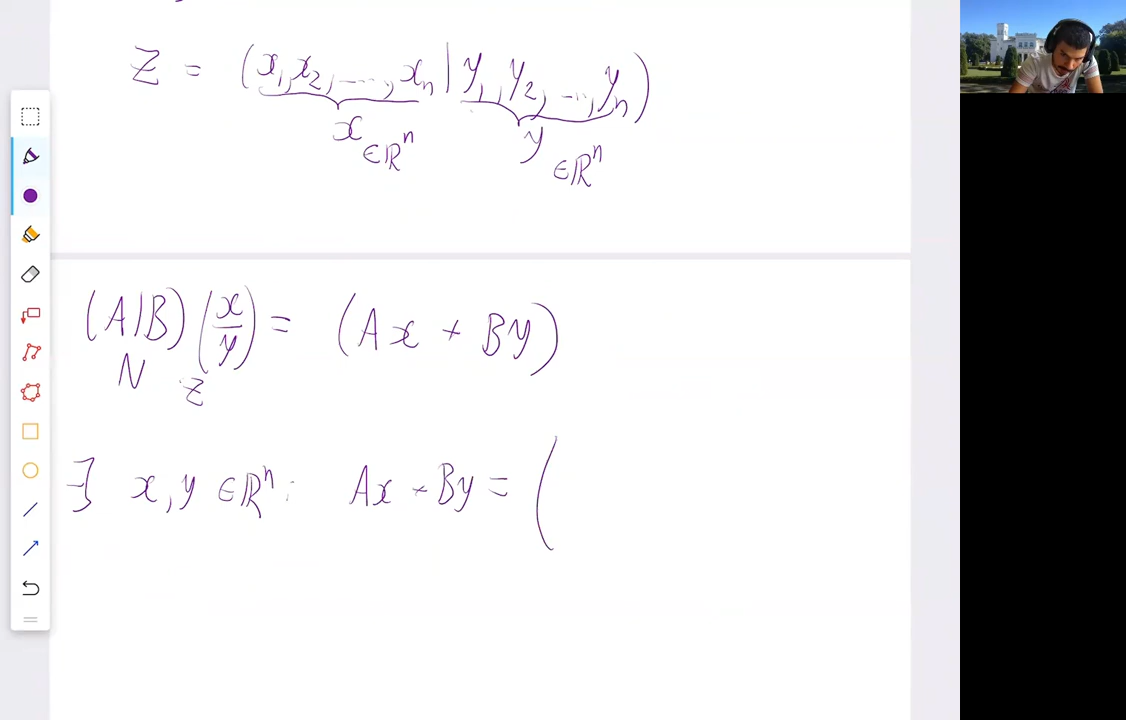 Z = (x₁, x₂, ..., xₙ | y₁, y₂, ..., yₙ)
x ∈ ℝⁿ y ∈ ℝⁿ
(A|B) (x/y) = (Ax + By)
N Z
∃ x, y ∈ ℝⁿ: Ax + By = (